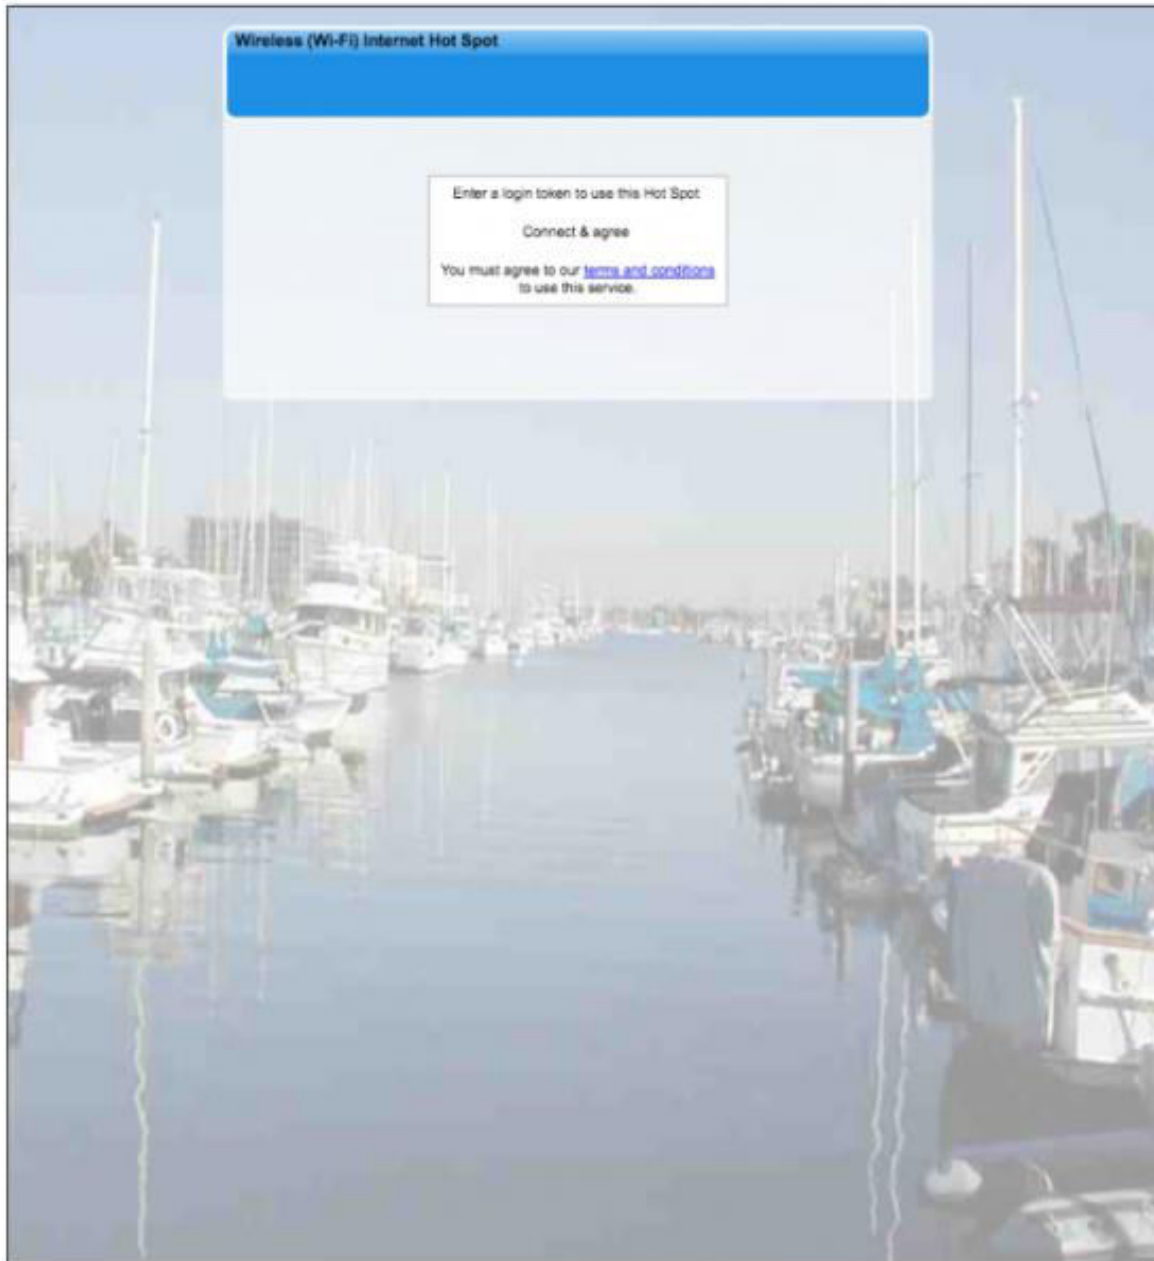 Wireless (Wi-Fi) Internet Hot Spot
Enter a login token to use this Hot Spot
Connect & agree
You must agree to our terms and conditions
to use this service.